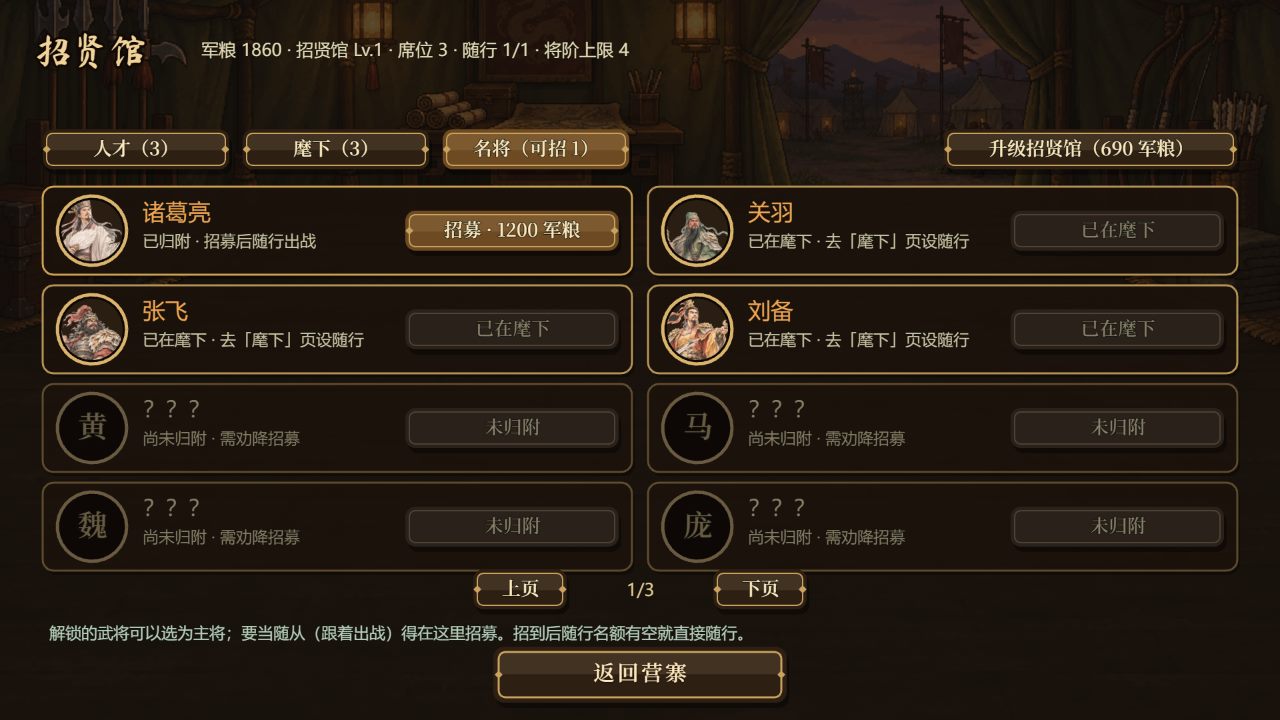 招贤馆
军粮 1860 · 招贤馆 Lv.1 · 席位 3 · 随行 1/1 · 将阶上限 4
人才（3）
麾下（3）
名将（可招 1）
升级招贤馆（690 军粮）
诸葛亮
已归附 · 招募后随行出战
招募 · 1200 军粮
关羽
已在麾下 · 去「麾下」页设随行
已在麾下
张飞
已在麾下 · 去「麾下」页设随行
已在麾下
刘备
已在麾下 · 去「麾下」页设随行
已在麾下
黄
？？？
尚未归附 · 需劝降招募
未归附
马
？？？
尚未归附 · 需劝降招募
未归附
魏
？？？
尚未归附 · 需劝降招募
未归附
庞
？？？
尚未归附 · 需劝降招募
未归附
上页
1/3
下页
解锁的武将可以选为主将；要当随从（跟着出战）得在这里招募。招到后随行名额有空就直接随行。
返回营寨